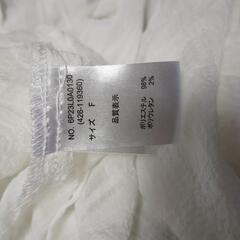 NO. 6P23L0A0130
(426-119360)
サイズ F
品質表示
ポリエステル 98%
ポリウレタン 2%